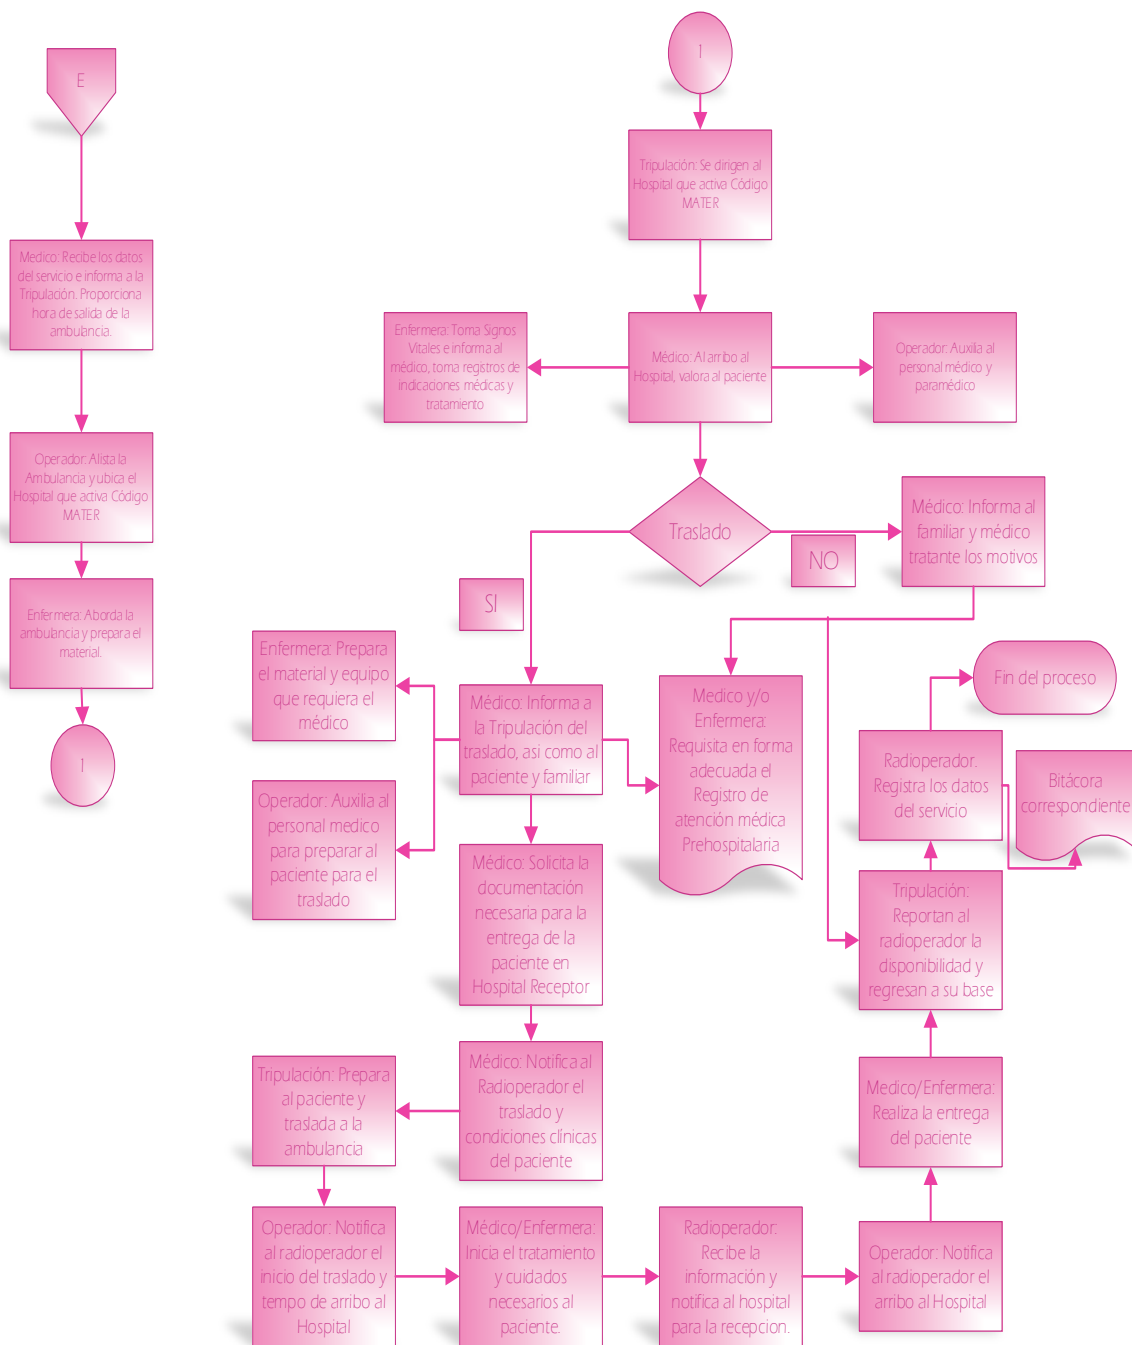 E
Medico: Recibe los datos
del servicio e informa a la
Tripulación. Proporciona
hora de salida de la
ambulancia.
Operador: Alista la
Ambulancia y ubica el
Hospital que activa Código
MATER
Enfermera: Aborda la
ambulancia y prepara el
material.
1
1
Tripulación: Se dirigen al
Hospital que activa Código
MATER
Enfermera: Toma Signos
Vitales e informa al
médico, toma registros de
indicaciones médicas y
tratamiento
Médico: Al arribo al
Hospital, valora al paciente
Operador: Auxilia al
personal médico y
paramédico
Traslado
NO
Médico: Informa al
familiar y médico
tratante los motivos
SI
Enfermera: Prepara
el material y equipo
que requiera el
médico
Médico: Informa a
la Tripulación del
traslado, asi como al
paciente y familiar
Medico y/o
Enfermera:
Requisita en forma
adecuada el
Registro de
atención médica
Prehospitalaria
Fin del proceso
Radioperador.
Registra los datos
del servicio
Bitácora
correspondiente
Operador: Auxilia al
personal medico
para preparar al
paciente para el
traslado
Médico: Solicita la
documentación
necesaria para la
entrega de la
paciente en
Hospital Receptor
Tripulación:
Reportan al
radioperador la
disponibilidad y
regresan a su base
Tripulación: Prepara
al paciente y
traslada a la
ambulancia
Médico: Notifica al
Radioperador el
traslado y
condiciones clínicas
del paciente
Medico/Enfermera:
Realiza la entrega
del paciente
Operador: Notifica
al radioperador el
inicio del traslado y
tempo de arribo al
Hospital
Médico/Enfermera:
Inicia el tratamiento
y cuidados
necesarios al
paciente.
Radioperador:
Recibe la
información y
notifica al hospital
para la recepcion.
Operador: Notifica
al radioperador el
arribo al Hospital